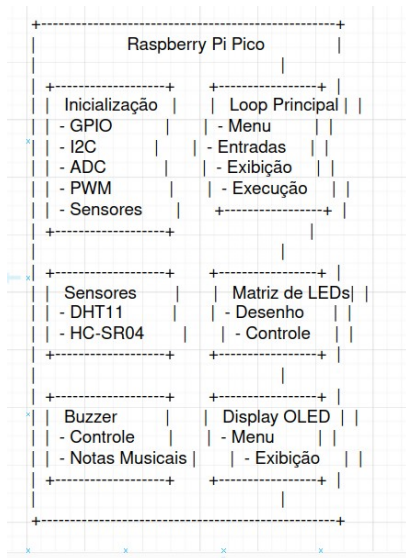 +-----------------------------------------------+
| Raspberry Pi Pico |
| |
| +------------------+ +----------------+ |
| | Inicialização | | Loop Principal | |
| | - GPIO | | - Menu | |
| | - I2C | | - Entradas | |
| | - ADC | | - Exibição | |
| | - PWM | | - Execução | |
| | - Sensores | +----------------+ |
| +------------------+ |
| |
| +------------------+ +----------------+ |
| | Sensores | | Matriz de LEDs| |
| | - DHT11 | | - Desenho | |
| | - HC-SR04 | | - Controle | |
| +------------------+ +----------------+ |
| |
| +------------------+ +----------------+ |
| | Buzzer | | Display OLED | |
| | - Controle | | - Menu | |
| | - Notas Musicais | | - Exibição | |
| +------------------+ +----------------+ |
| |
+-----------------------------------------------+